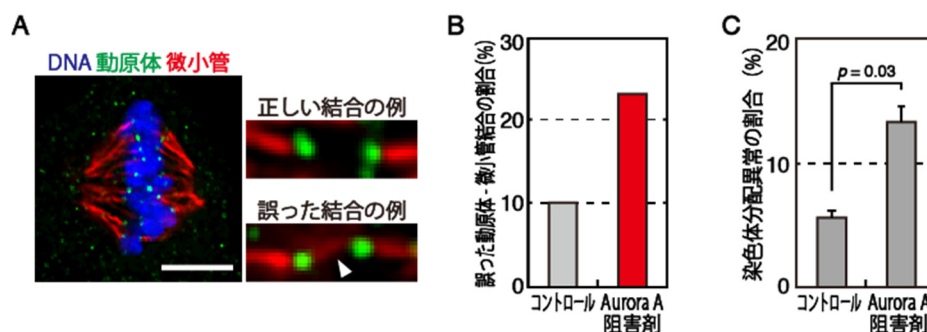 A
DNA 動原体 微小管
正しい結合の例
誤った結合の例
B
誤った動原体-微小管結合の割合(%)
30
20
10
0
コントロール
Aurora A
阻害剤
C
染色体分配異常の割合 (%)
20
10
0
p = 0.03
コントロール
Aurora A
阻害剤